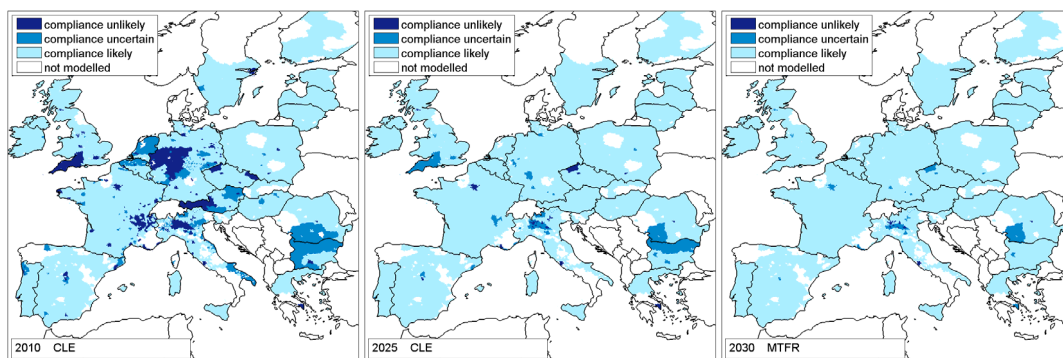 compliance unlikely
compliance uncertain
compliance likely
not modelled
2010 CLE
compliance unlikely
compliance uncertain
compliance likely
not modelled
2025 CLE
compliance unlikely
compliance uncertain
compliance likely
not modelled
2030 MTFR